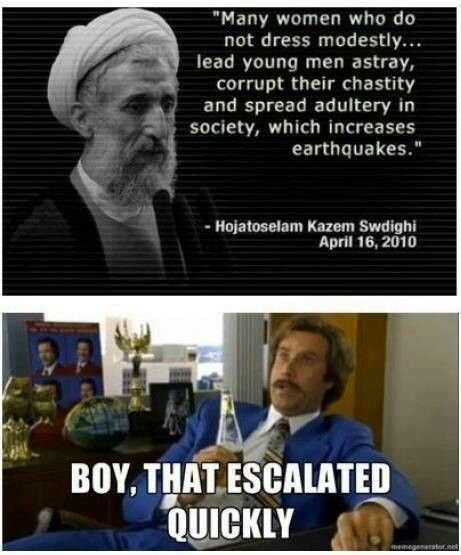 "Many women who do
not dress modestly...
lead young men astray,
corrupt their chastity
and spread adultery in
society, which increases
earthquakes."
- Hojatoselam Kazem Swdighi
April 16, 2010
BOY, THAT ESCALATED
QUICKLY
memegenerator.net